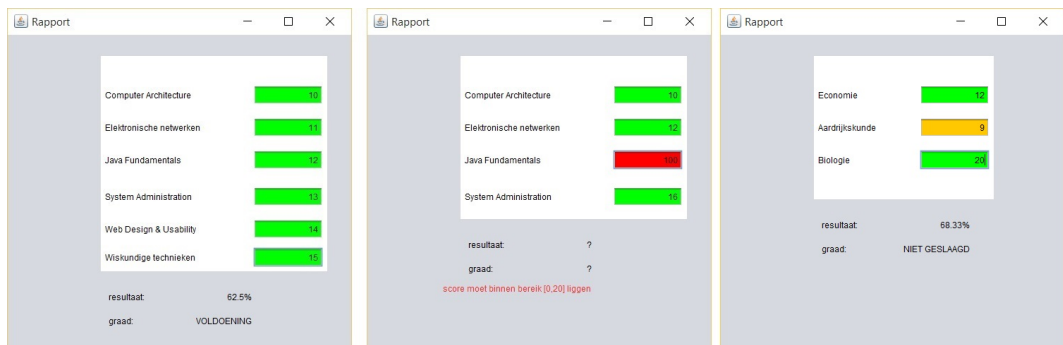 Rapport
Computer Architecture 10
Elektronische netwerken 11
Java Fundamentals 12
System Administration 13
Web Design & Usability 14
Wiskundige technieken 15
resultaat: 62.5%
graad: VOLDOENING
Rapport
Computer Architecture 10
Elektronische netwerken 12
Java Fundamentals 100
System Administration 16
resultaat: ?
graad: ?
score moet binnen bereik [0,20] liggen
Rapport
Economie 12
Aardrijkskunde 9
Biologie 20
resultaat: 68.33%
graad: NIET GESLAAGD